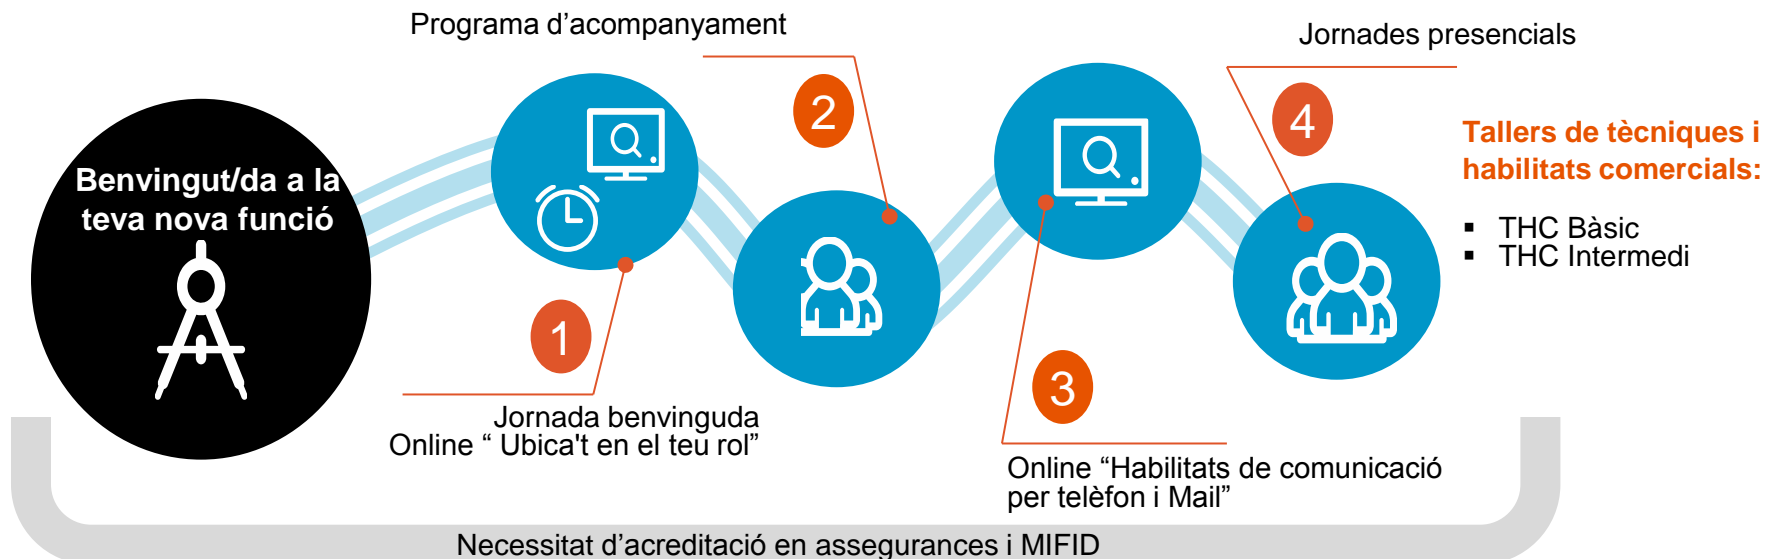 Programa d’acompanyament
Jornades presencials
2
4
Tallers de tècniques i
habilitats comercials:
▪ THC Bàsic
▪ THC Intermedi
Benvingut/da a la
teva nova funció
1
3
Jornada benvinguda
Online “ Ubica't en el teu rol”
Online “Habilitats de comunicació
per telèfon i Mail”
Necessitat d’acreditació en assegurances i MIFID